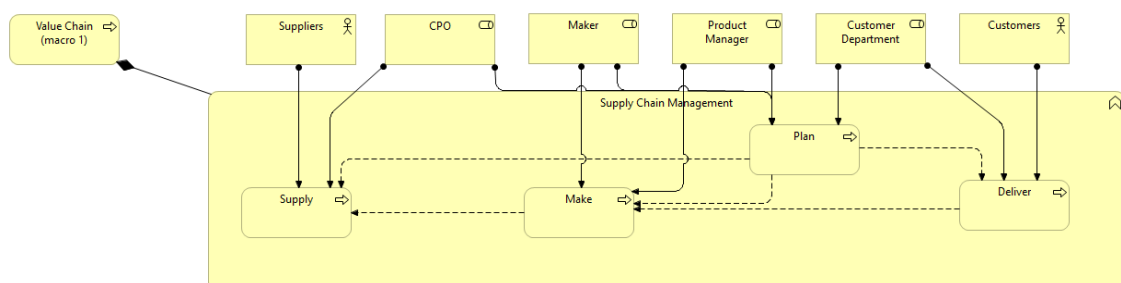 Value Chain
(macro 1)
Suppliers
CPO
Maker
Product
Manager
Customer
Department
Customers
Supply Chain Management
Plan
Supply
Make
Deliver